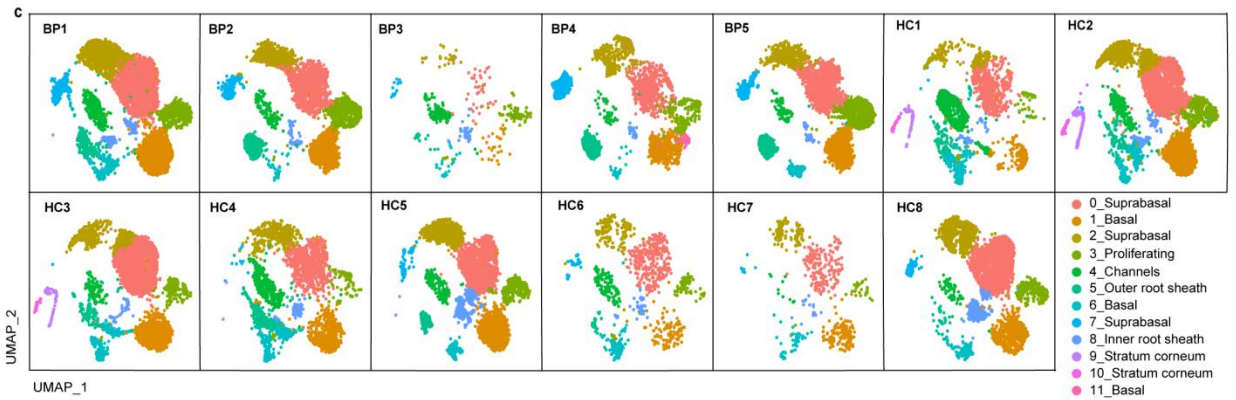 c
BP1
BP2
BP3
BP4
BP5
HC1
HC2
HC3
HC4
HC5
HC6
HC7
HC8
0_Suprabasal
1_Basal
2_Suprabasal
3_Proliferating
4_Channels
5_Outer root sheath
6_Basal
7_Suprabasal
8_Inner root sheath
9_Stratum corneum
10_Stratum corneum
11_Basal
UMAP_2
UMAP_1